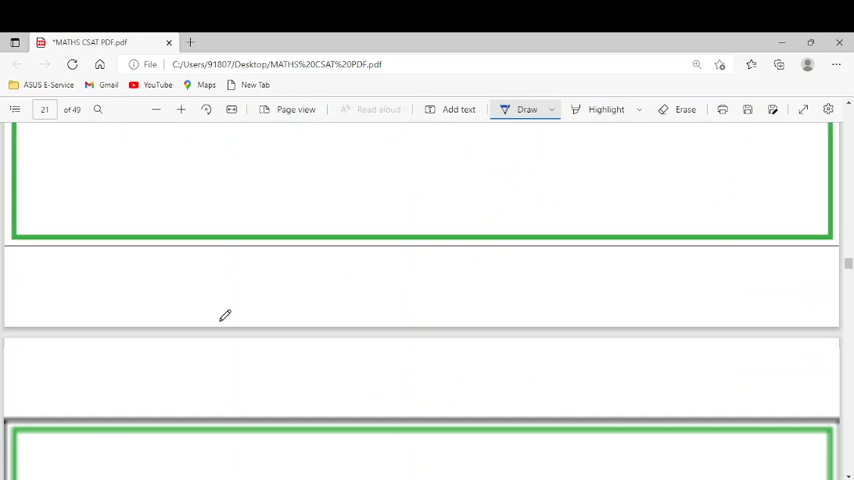 *MATHS CSAT PDF.pdf
File C:/Users/91807/Desktop/MATHS%20CSAT%20PDF.pdf
ASUS E-Service Gmail YouTube Maps New Tab
21 of 49 Page view Read aloud Add text Draw Highlight Erase